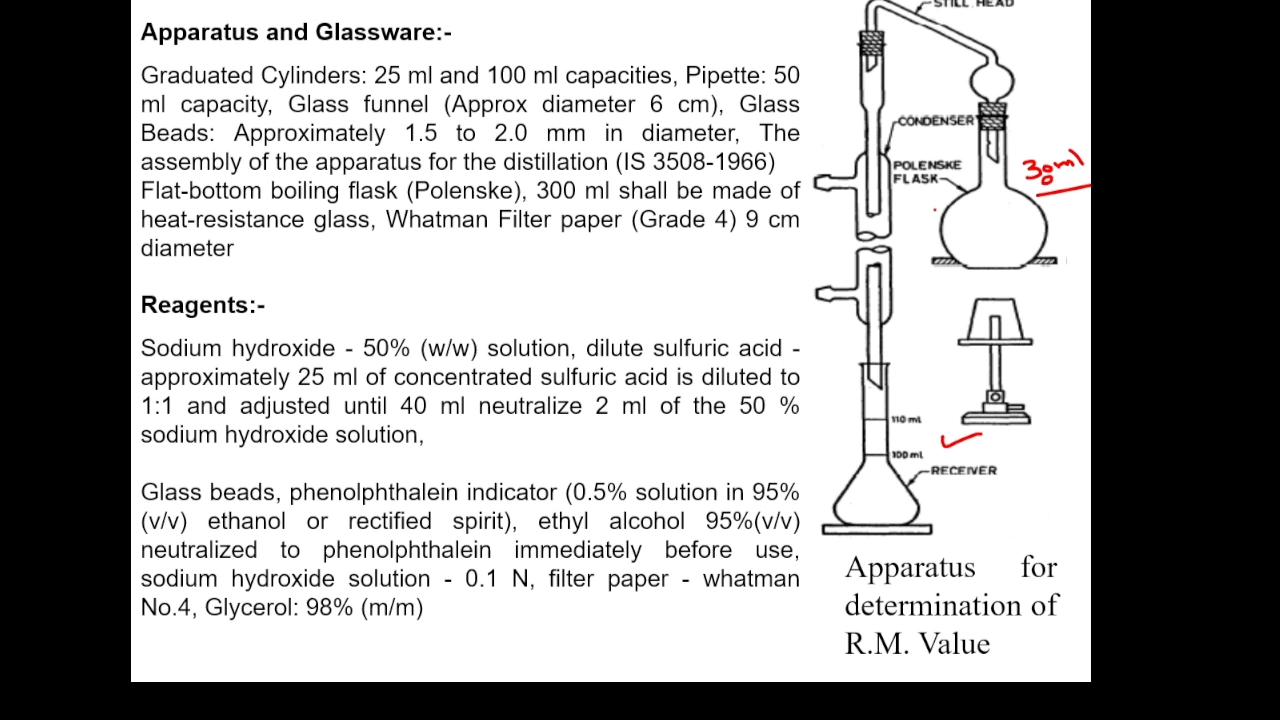 Apparatus and Glassware:-
Graduated Cylinders: 25 ml and 100 ml capacities, Pipette: 50
ml capacity, Glass funnel (Approx diameter 6 cm), Glass
Beads: Approximately 1.5 to 2.0 mm in diameter, The
assembly of the apparatus for the distillation (IS 3508-1966)
Flat-bottom boiling flask (Polenske), 300 ml shall be made of
heat-resistance glass, Whatman Filter paper (Grade 4) 9 cm
diameter
Reagents:-
Sodium hydroxide - 50% (w/w) solution, dilute sulfuric acid -
approximately 25 ml of concentrated sulfuric acid is diluted to
1:1 and adjusted until 40 ml neutralize 2 ml of the 50 %
sodium hydroxide solution,
Glass beads, phenolphthalein indicator (0.5% solution in 95%
(v/v) ethanol or rectified spirit), ethyl alcohol 95%(v/v)
neutralized to phenolphthalein immediately before use,
sodium hydroxide solution - 0.1 N, filter paper - whatman
No.4, Glycerol: 98% (m/m)
STILL HEAD
CONDENSER
POLENSKE
FLASK
110 ml
100 ml
RECEIVER
Apparatus for
determination of
R.M. Value